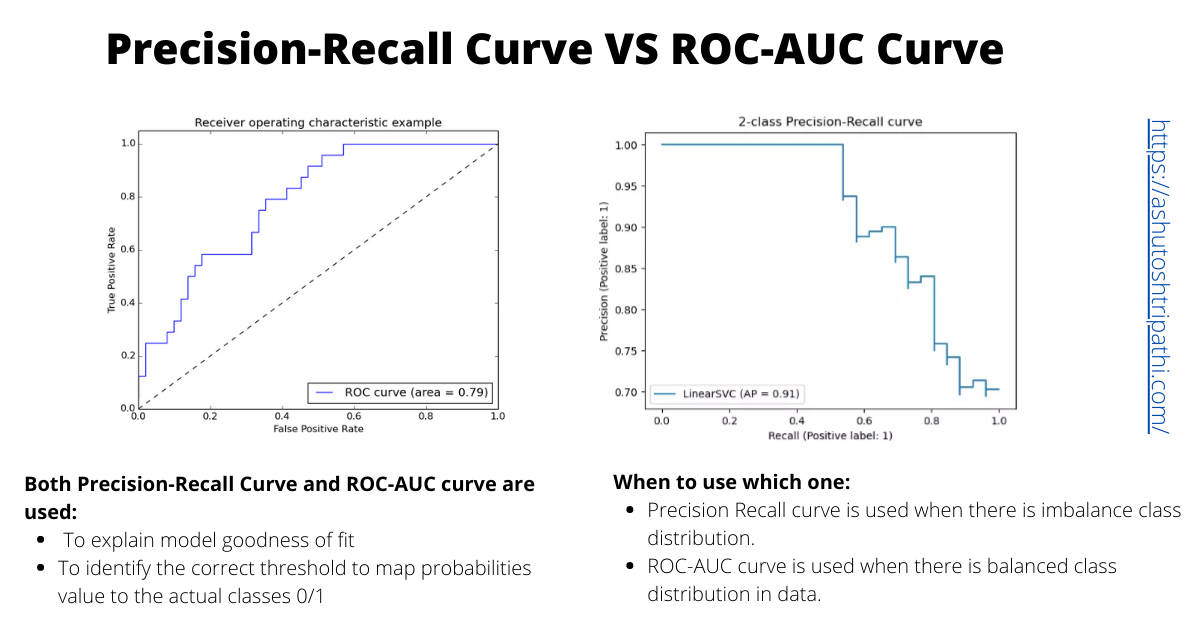 Precision-Recall Curve VS ROC-AUC Curve
Receiver operating characteristic example
1.0
0.8
0.6
0.4
0.2
0.0
True Positive Rate
ROC curve (area = 0.79)
0.0 0.2 0.4 0.6 0.8 1.0
False Positive Rate
2-class Precision-Recall curve
1.00
0.95
0.90
0.85
0.80
0.75
0.70
Precision (Positive label: 1)
LinearSVC (AP = 0.91)
0.0 0.2 0.4 0.6 0.8 1.0
Recall (Positive label: 1)
https://ashutoshtripathi.com/
Both Precision-Recall Curve and ROC-AUC curve are
used:
• To explain model goodness of fit
• To identify the correct threshold to map probabilities
value to the actual classes 0/1
When to use which one:
• Precision Recall curve is used when there is imbalance class
distribution.
• ROC-AUC curve is used when there is balanced class
distribution in data.